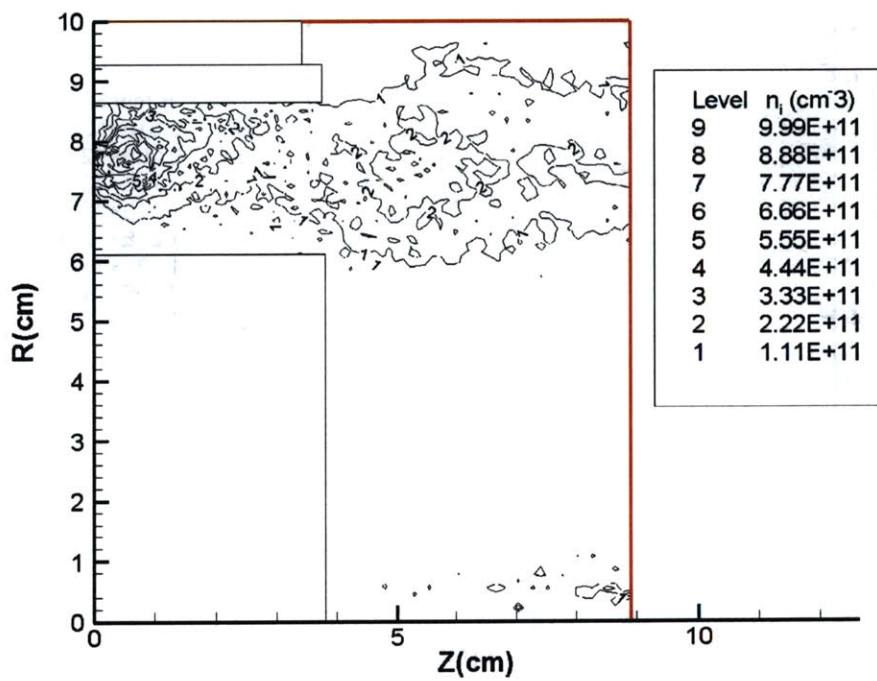 10
9
8
7
6
5
4
3
2
1
0
R(cm)
0
5
10
Z(cm)
Level n_i (cm^-3)
9 9.99E+11
8 8.88E+11
7 7.77E+11
6 6.66E+11
5 5.55E+11
4 4.44E+11
3 3.33E+11
2 2.22E+11
1 1.11E+11